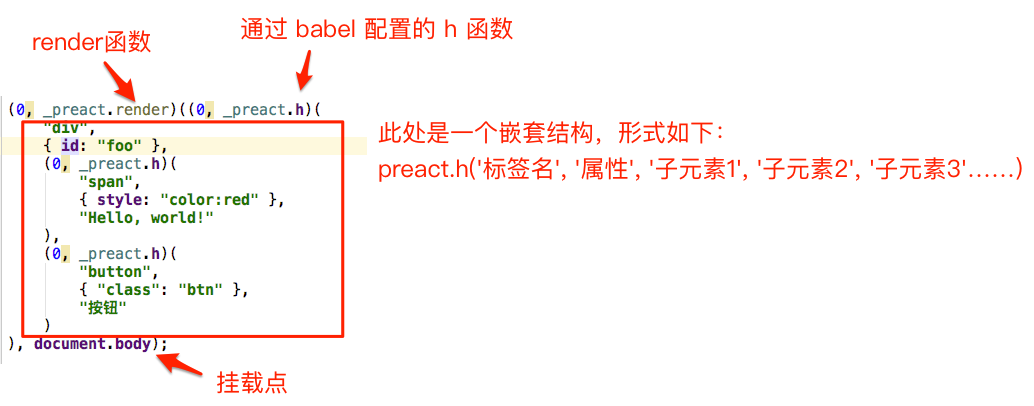 通过 babel 配置的 h 函数
render函数
(0, _preact.render)((0, _preact.h)(
"div",
{ id: "foo" },
(0, _preact.h)(
"span",
{ style: "color:red" },
"Hello, world!"
),
(0, _preact.h)(
"button",
{ "class": "btn" },
"按钮"
)
), document.body);
此处是一个嵌套结构，形式如下：
preact.h('标签名', '属性', '子元素1', '子元素2', '子元素3'……)
挂载点